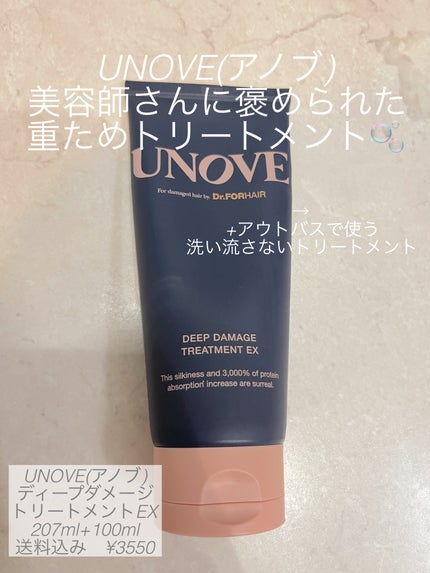 UNOVE(アノブ)
美容師さんに褒められた
重ためトリートメント🫧
UNOVE
For damaged hair by. Dr.FORHAIR
→
+アウトバスで使う
洗い流さないトリートメント
DEEP DAMAGE
TREATMENT EX
This silkiness and 3,000% of protein
absorption¹ increase are surreal.
UNOVE(アノブ)
ディープダメージ
トリートメントEX
207ml+100ml
送料込み ¥3550